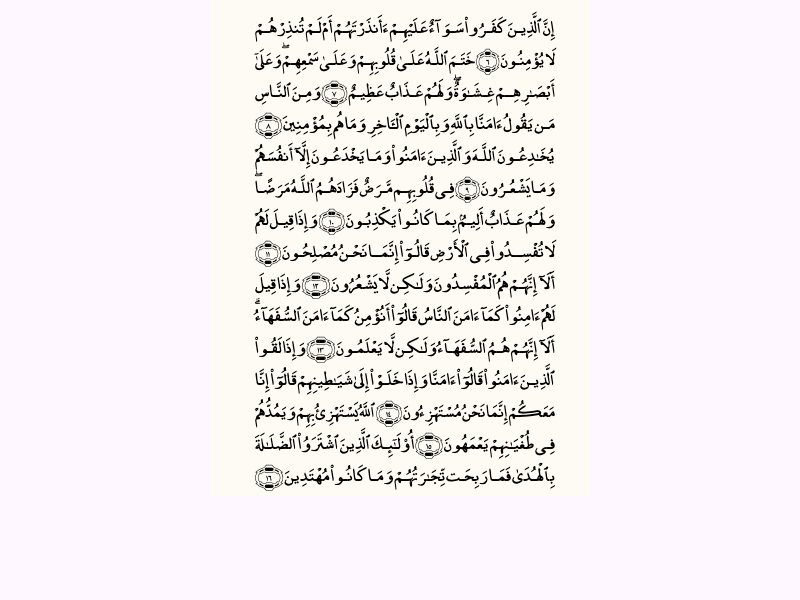 إِنَّ ٱلَّذِينَ كَفَرُوا۟ سَوَآءٌ عَلَيْهِمْ ءَأَنذَرْتَهُمْ أَمْ لَمْ تُنذِرْهُمْ
لَا يُؤْمِنُونَ ٦ خَتَمَ ٱللَّهُ عَلَىٰ قُلُوبِهِمْ وَعَلَىٰ سَمْعِهِمْ ۖ وَعَلَىٰٓ
أَبْصَٰرِهِمْ غِشَٰوَةٌ ۖ وَلَهُمْ عَذَابٌ عَظِيمٌ ٧ وَمِنَ ٱلنَّاسِ
مَن يَقُولُ ءَامَنَّا بِٱللَّهِ وَبِٱلْيَوْمِ ٱلْـَٔاخِرِ وَمَا هُم بِمُؤْمِنِينَ ٨
يُخَٰدِعُونَ ٱللَّهَ وَٱلَّذِينَ ءَامَنُوا۟ وَمَا يَخْدَعُونَ إِلَّآ أَنفُسَهُمْ
وَمَا يَشْعُرُونَ ٩ فِى قُلُوبِهِم مَّرَضٌ فَزَادَهُمُ ٱللَّهُ مَرَضًا ۖ
وَلَهُمْ عَذَابٌ أَلِيمٌۢ بِمَا كَانُوا۟ يَكْذِبُونَ ١٠ وَإِذَا قِيلَ لَهُمْ
لَا تُفْسِدُوا۟ فِى ٱلْأَرْضِ قَالُوٓا۟ إِنَّمَا نَحْنُ مُصْلِحُونَ ١١
أَلَآ إِنَّهُمْ هُمُ ٱلْمُفْسِدُونَ وَلَٰكِن لَّا يَشْعُرُونَ ١٢ وَإِذَا قِيلَ
لَهُمْ ءَامِنُوا۟ كَمَآ ءَامَنَ ٱلنَّاسُ قَالُوٓا۟ أَنُؤْمِنُ كَمَآ ءَامَنَ ٱلسُّفَهَآءُ ۗ
أَلَآ إِنَّهُمْ هُمُ ٱلسُّفَهَآءُ وَلَٰكِن لَّا يَعْلَمُونَ ١٣ وَإِذَا لَقُوا۟
ٱلَّذِينَ ءَامَنُوا۟ قَالُوٓا۟ ءَامَنَّا وَإِذَا خَلَوْا۟ إِلَىٰ شَيَٰطِينِهِمْ قَالُوٓا۟ إِنَّا
مَعَكُمْ إِنَّمَا نَحْنُ مُسْتَهْزِءُونَ ١٤ ٱللَّهُ يَسْتَهْزِئُ بِهِمْ وَيَمُدُّهُمْ
فِى طُغْيَٰنِهِمْ يَعْمَهُونَ ١٥ أُو۟لَٰٓئِكَ ٱلَّذِينَ ٱشْتَرَوُا۟ ٱلضَّلَٰلَةَ
بِٱلْهُدَىٰ فَمَا رَبِحَت تِّجَٰرَتُهُمْ وَمَا كَانُوا۟ مُهْتَدِينَ ١٦